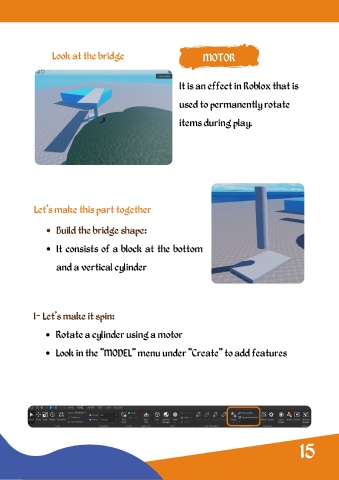 Look at the bridge
MOTOR
It is an effect in Roblox that is
used to permanently rotate
items during play.
Let's make this part together
• Build the bridge shape:
• It consists of a block at the bottom
and a vertical cylinder
1- Let's make it spin:
• Rotate a cylinder using a motor
• Look in the "MODEL" menu under "Create" to add features
15